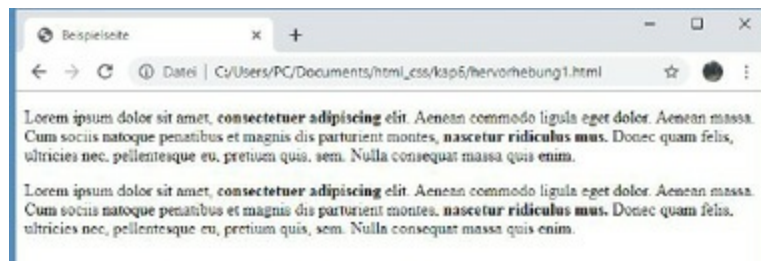 Beispielseite
Datei | C:/Users/PC/Documents/html_css/kap6/hervorhebung1.html
Lorem ipsum dolor sit amet, consectetuer adipiscing elit. Aenean commodo ligula eget dolor. Aenean massa.
Cum sociis natoque penatibus et magnis dis parturient montes, nascetur ridiculus mus. Donec quam felis,
ultricies nec, pellentesque eu, pretium quis, sem. Nulla consequat massa quis enim.
Lorem ipsum dolor sit amet, consectetuer adipiscing elit. Aenean commodo ligula eget dolor. Aenean massa.
Cum sociis natoque penatibus et magnis dis parturient montes, nascetur ridiculus mus. Donec quam felis,
ultricies nec, pellentesque eu, pretium quis, sem. Nulla consequat massa quis enim.